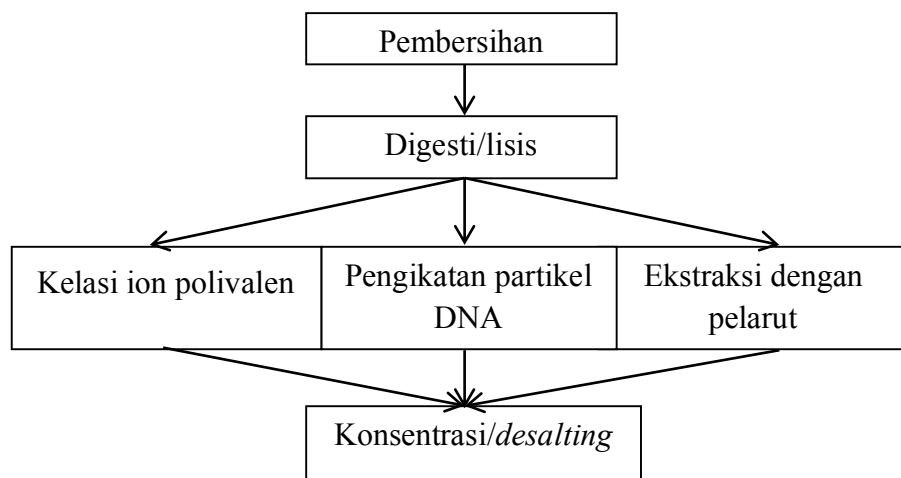 Pembersihan
Digesti/lisis
Kelasi ion polivalen
Pengikatan partikel
DNA
Ekstraksi dengan
pelarut
Konsentrasi/desalting